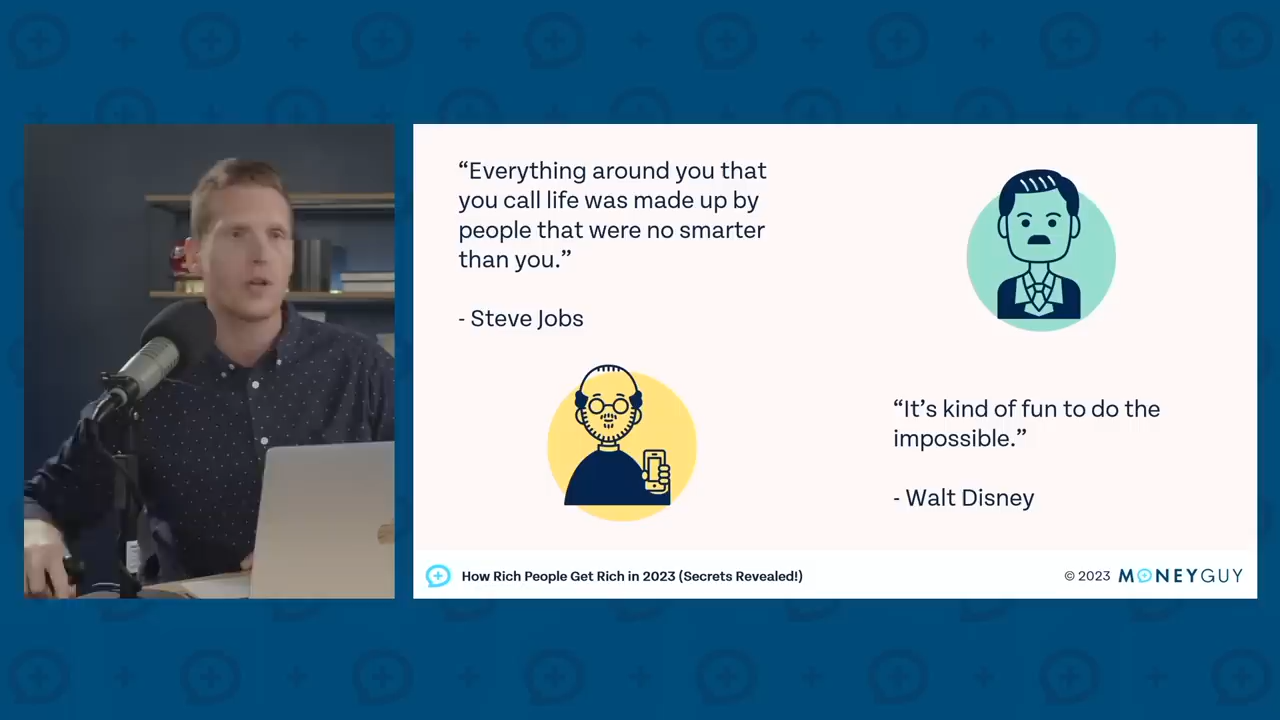 “Everything around you that
you call life was made up by
people that were no smarter
than you.”
- Steve Jobs
“It’s kind of fun to do the
impossible.”
- Walt Disney
How Rich People Get Rich in 2023 (Secrets Revealed!)
© 2023 MONEYGUY